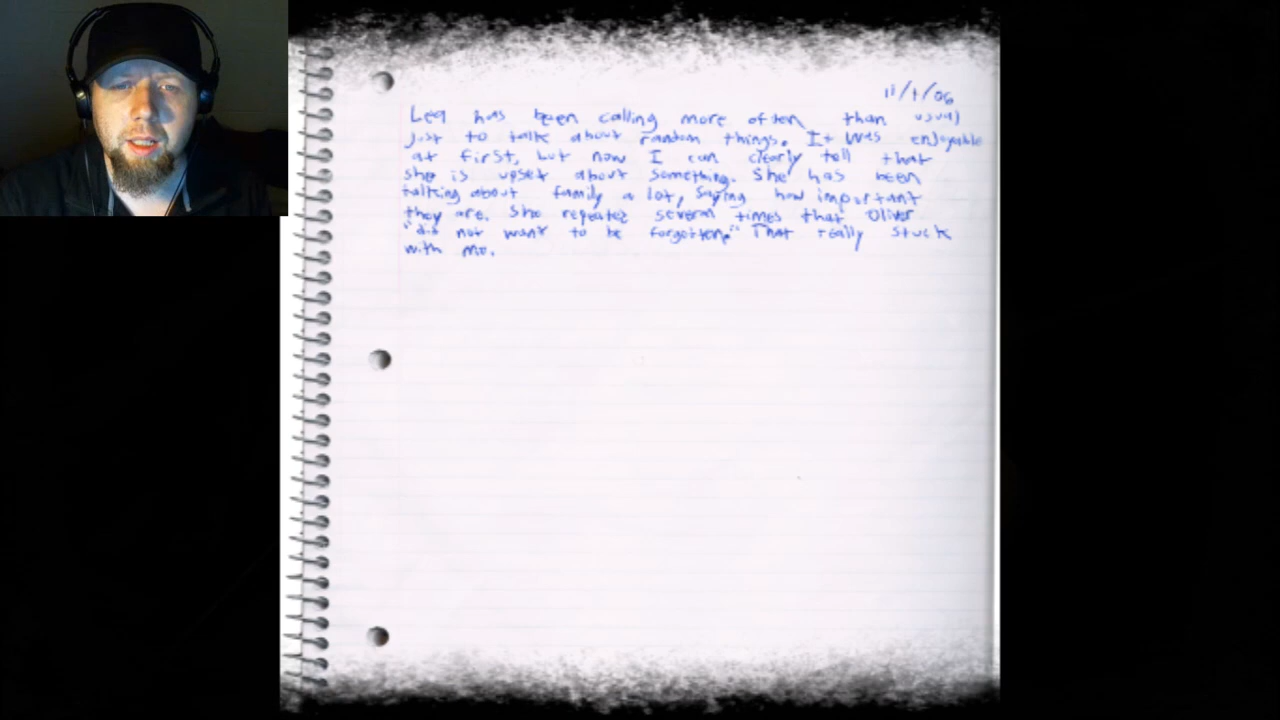 11/1/06
Lea has been calling more often than usual
just to talk about random things. It was enjoyable
at first, but now I can clearly tell that
she is upset about something. She has been
talking about family a lot, saying how important
they are. She repeated several times that Oliver
"did not want to be forgotten." That really stuck
with me.